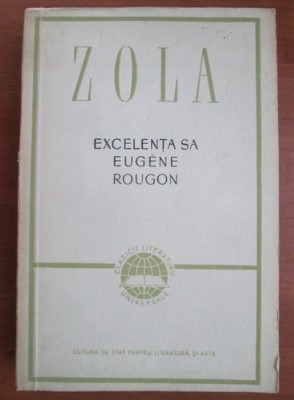 ZOLA
EXCELENȚA SA
EUGÈNE
ROUGON
CLASICII LITERATURII
UNIVERSALE
EDITURA DE STAT PENTRU LITERATURĂ ȘI ARTĂ